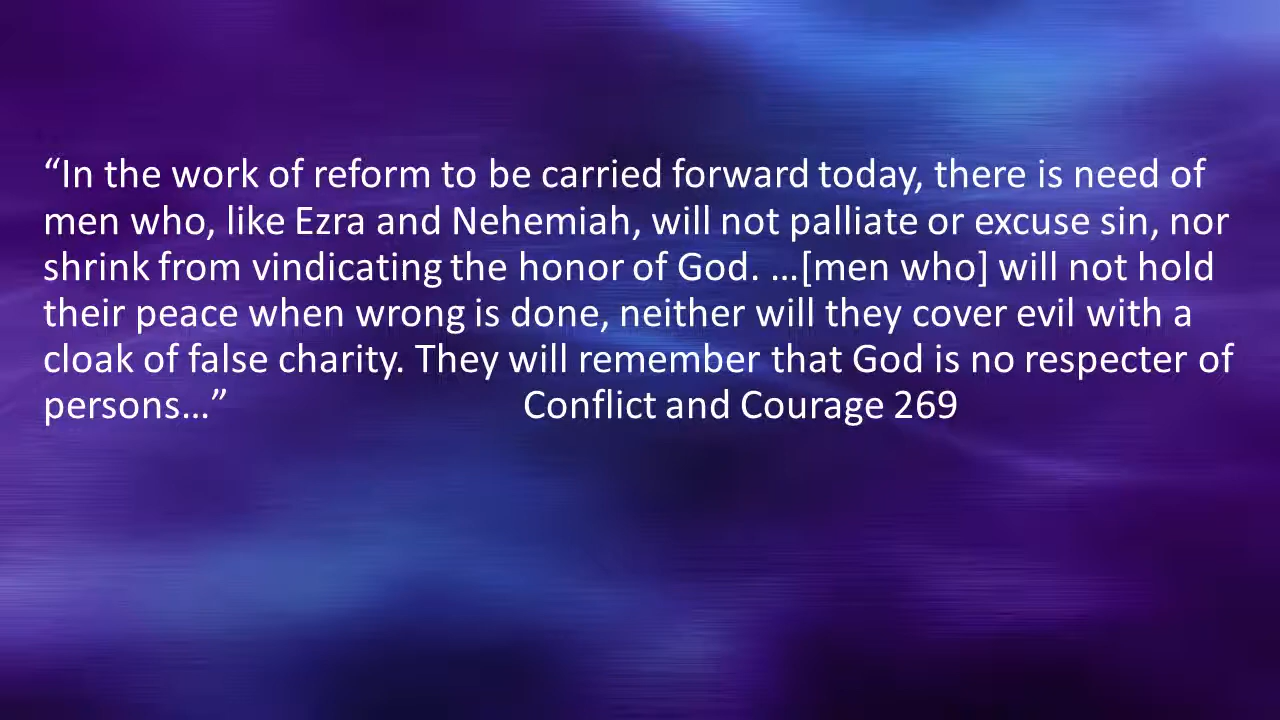 “In the work of reform to be carried forward today, there is need of
men who, like Ezra and Nehemiah, will not palliate or excuse sin, nor
shrink from vindicating the honor of God. …[men who] will not hold
their peace when wrong is done, neither will they cover evil with a
cloak of false charity. They will remember that God is no respecter of
persons…” Conflict and Courage 269